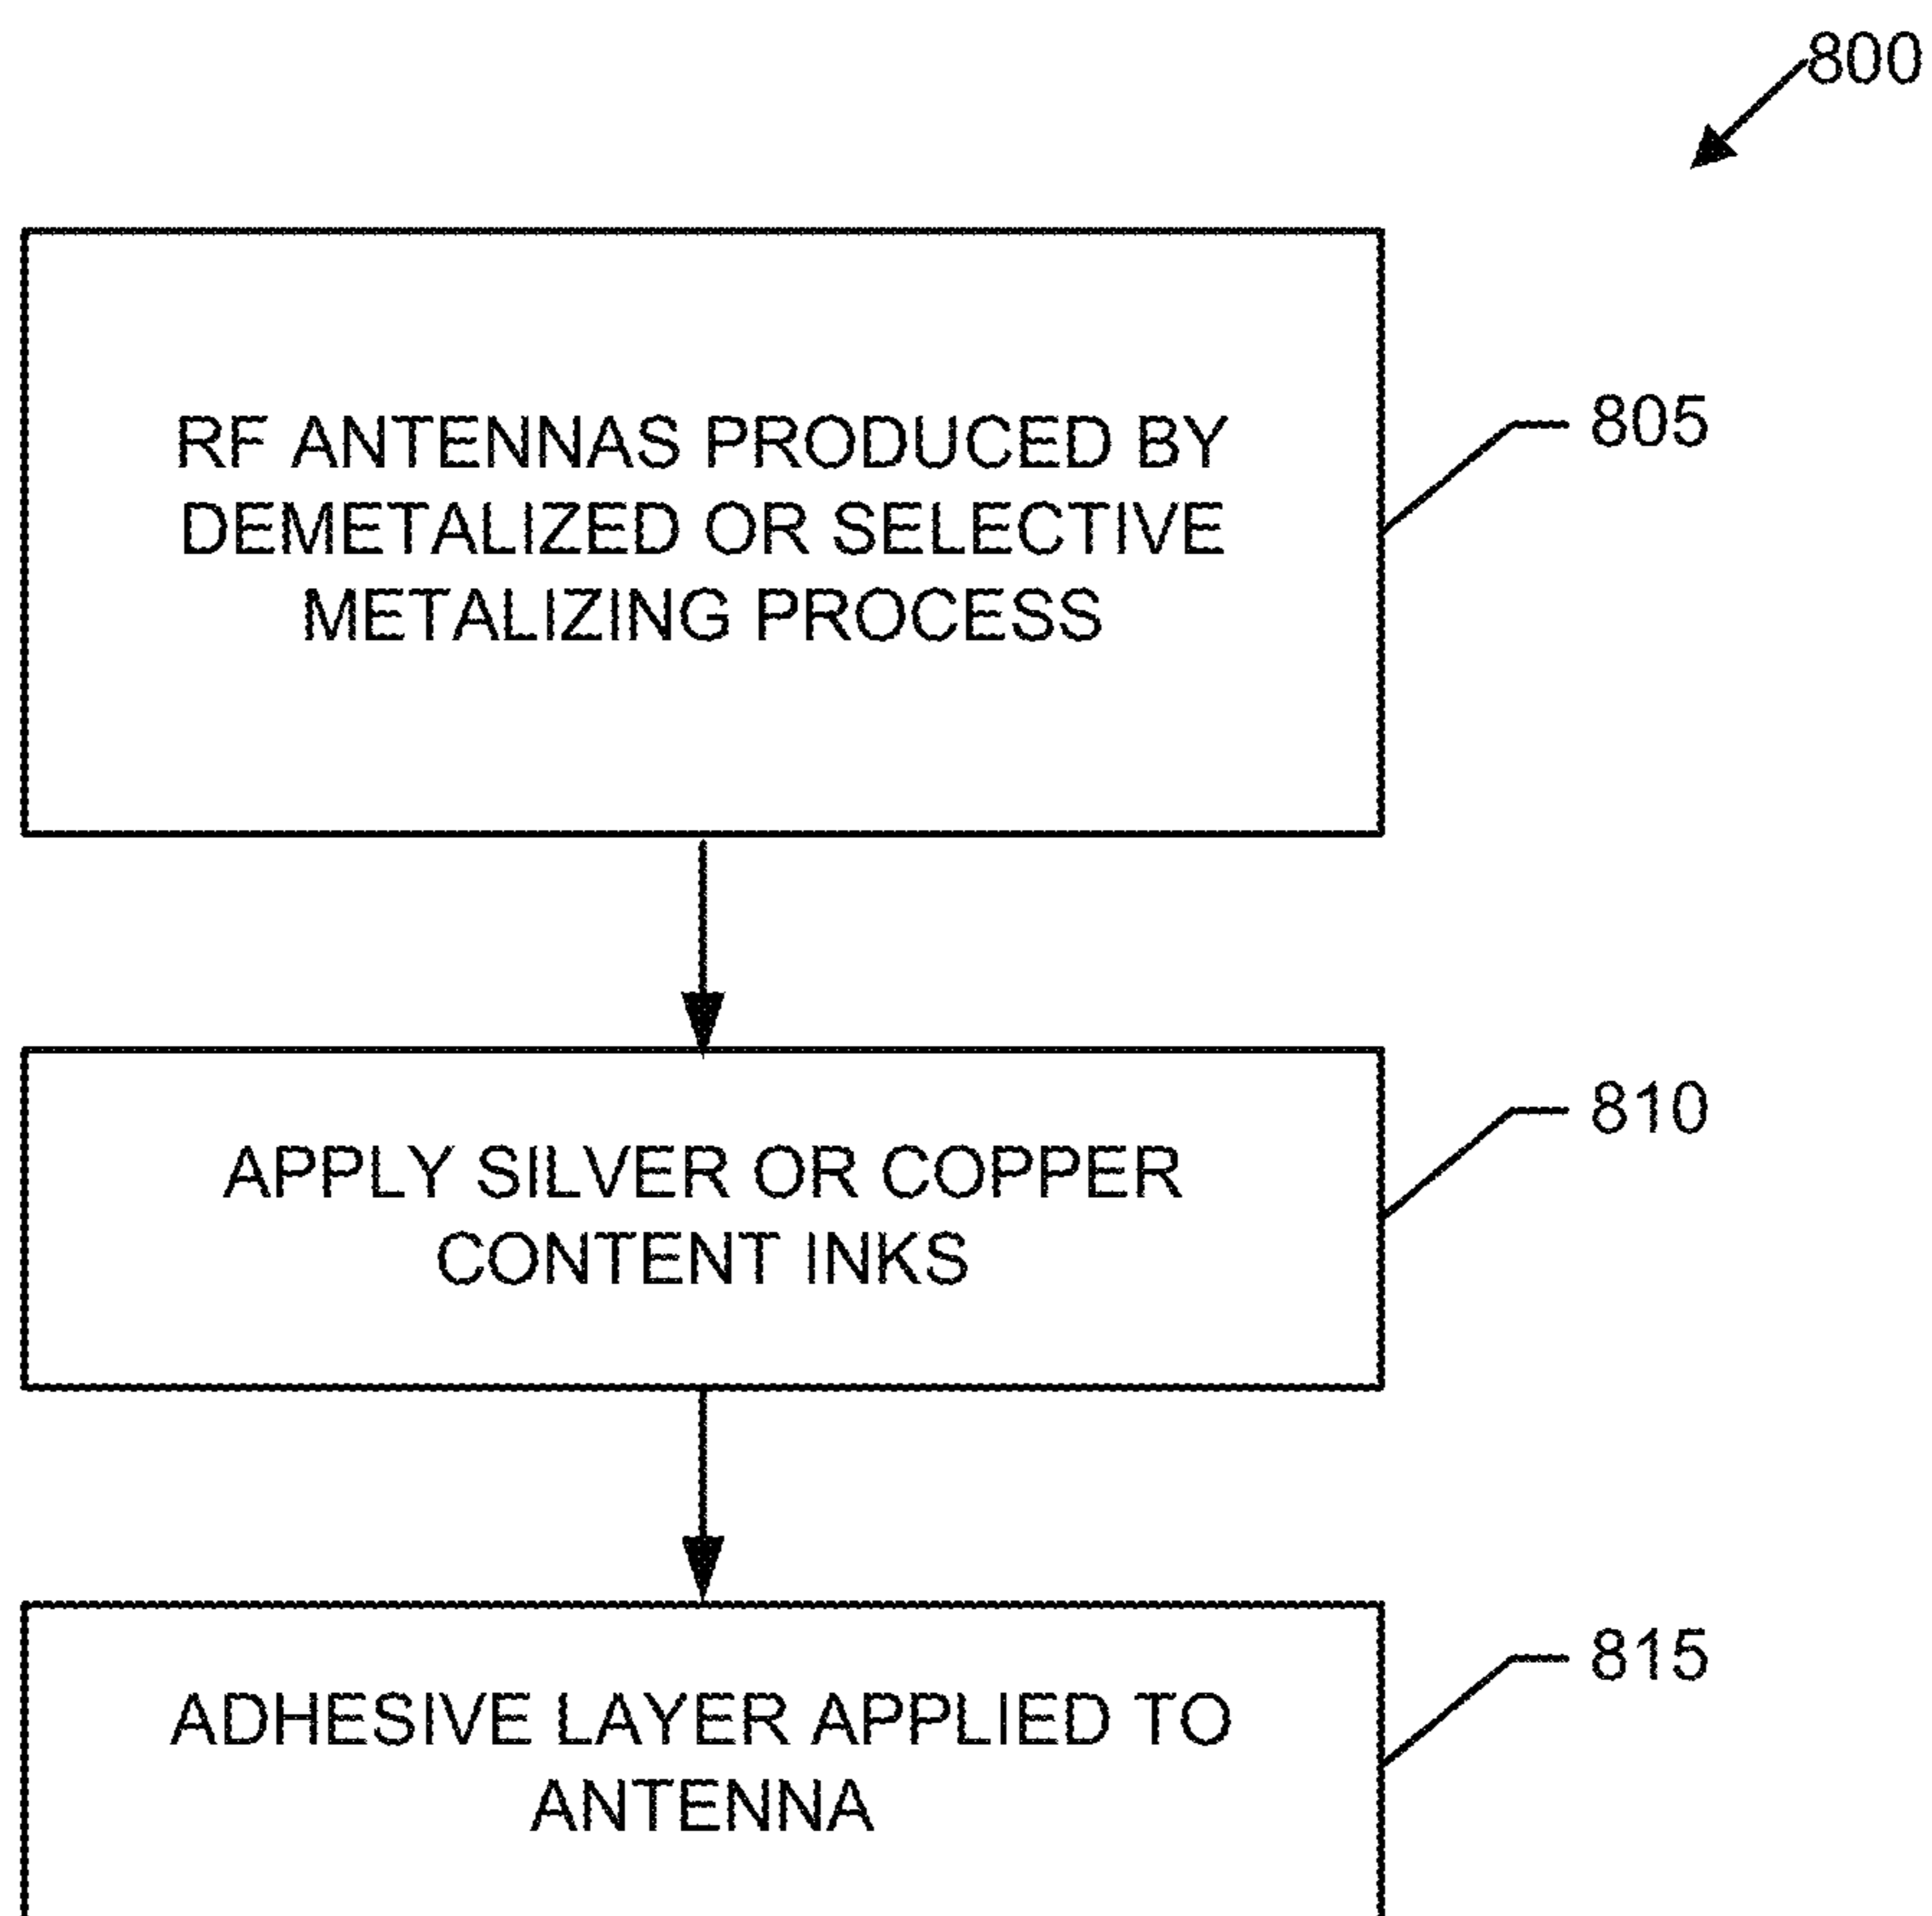 800
RF ANTENNAS PRODUCED BY
DEMETALIZED OR SELECTIVE
METALIZING PROCESS
805
APPLY SILVER OR COPPER
CONTENT INKS
810
ADHESIVE LAYER APPLIED TO
ANTENNA
815